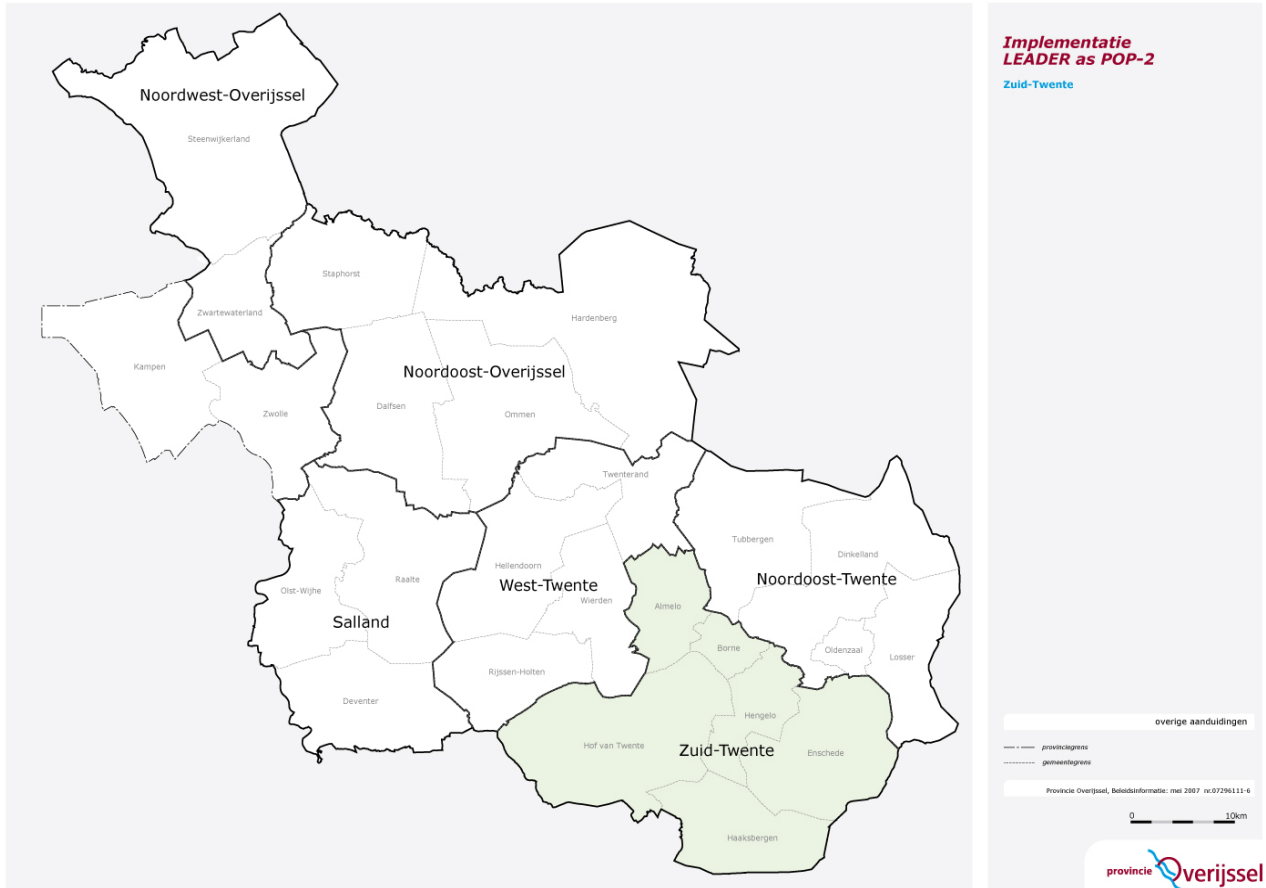 Implementatie
LEADER as POP-2
Zuid-Twente
Noordwest-Overijssel
Steenwijkerland
Staphorst
Zwartewaterland
Hardenberg
Kampen
Noordoost-Overijssel
Dalfsen
Zwolle
Ommen
Twenterand
Tubbergen
Dinkelland
Hellendoorn
Raalte
Noordoost-Twente
West-Twente
Olst-Wijhe
Wierden
Almelo
Salland
Borne
Oldenzaal
Losser
Rijssen-Holten
Deventer
Hengelo
Hof van Twente
Zuid-Twente
Enschede
Haaksbergen
overige aanduidingen
provinciegrens
gemeentegrens
Provincie Overijssel, Beleidsinformatie: mei 2007 nr.07296111-6
0 10km
provincie Overijssel